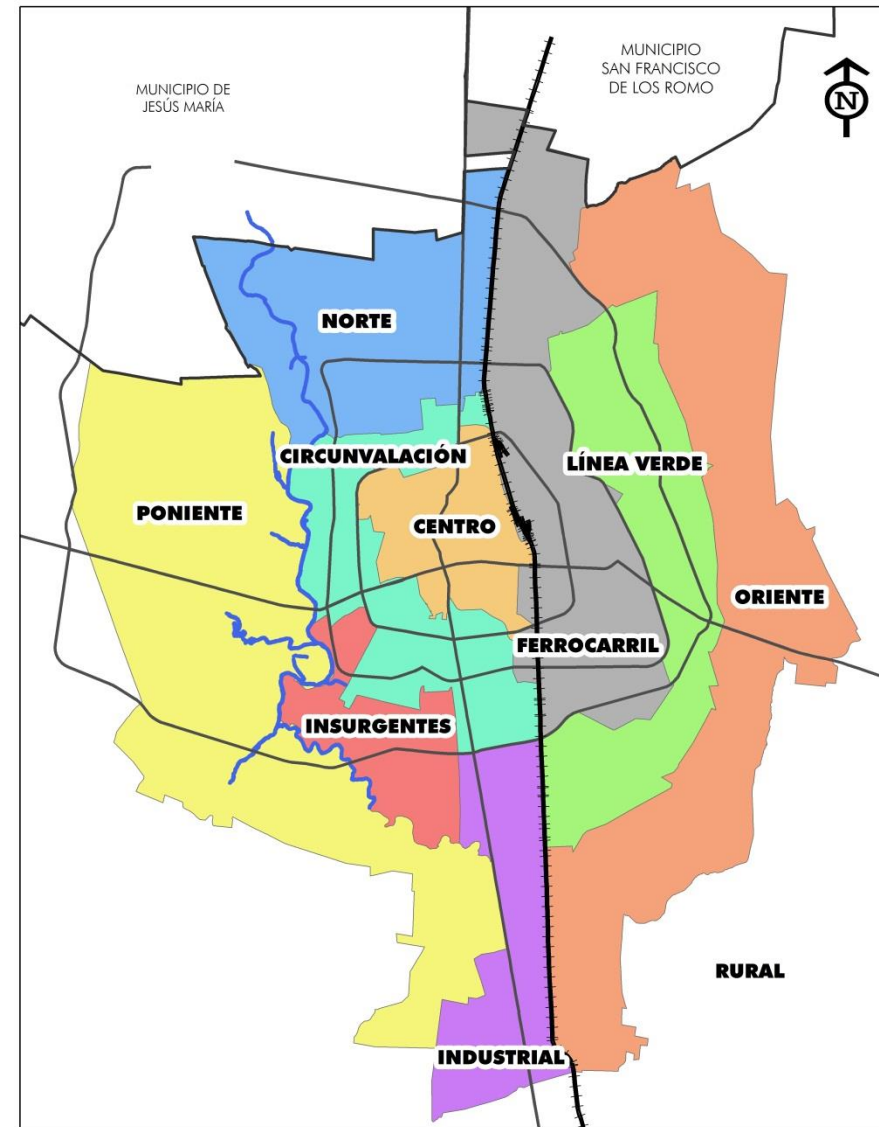 MUNICIPIO
SAN FRANCISCO
DE LOS ROMO
MUNICIPIO DE
JESÚS MARÍA
N
NORTE
CIRCUNVALACIÓN
LÍNEA VERDE
PONIENTE
CENTRO
ORIENTE
FERROCARRIL
INSURGENTES
RURAL
INDUSTRIAL